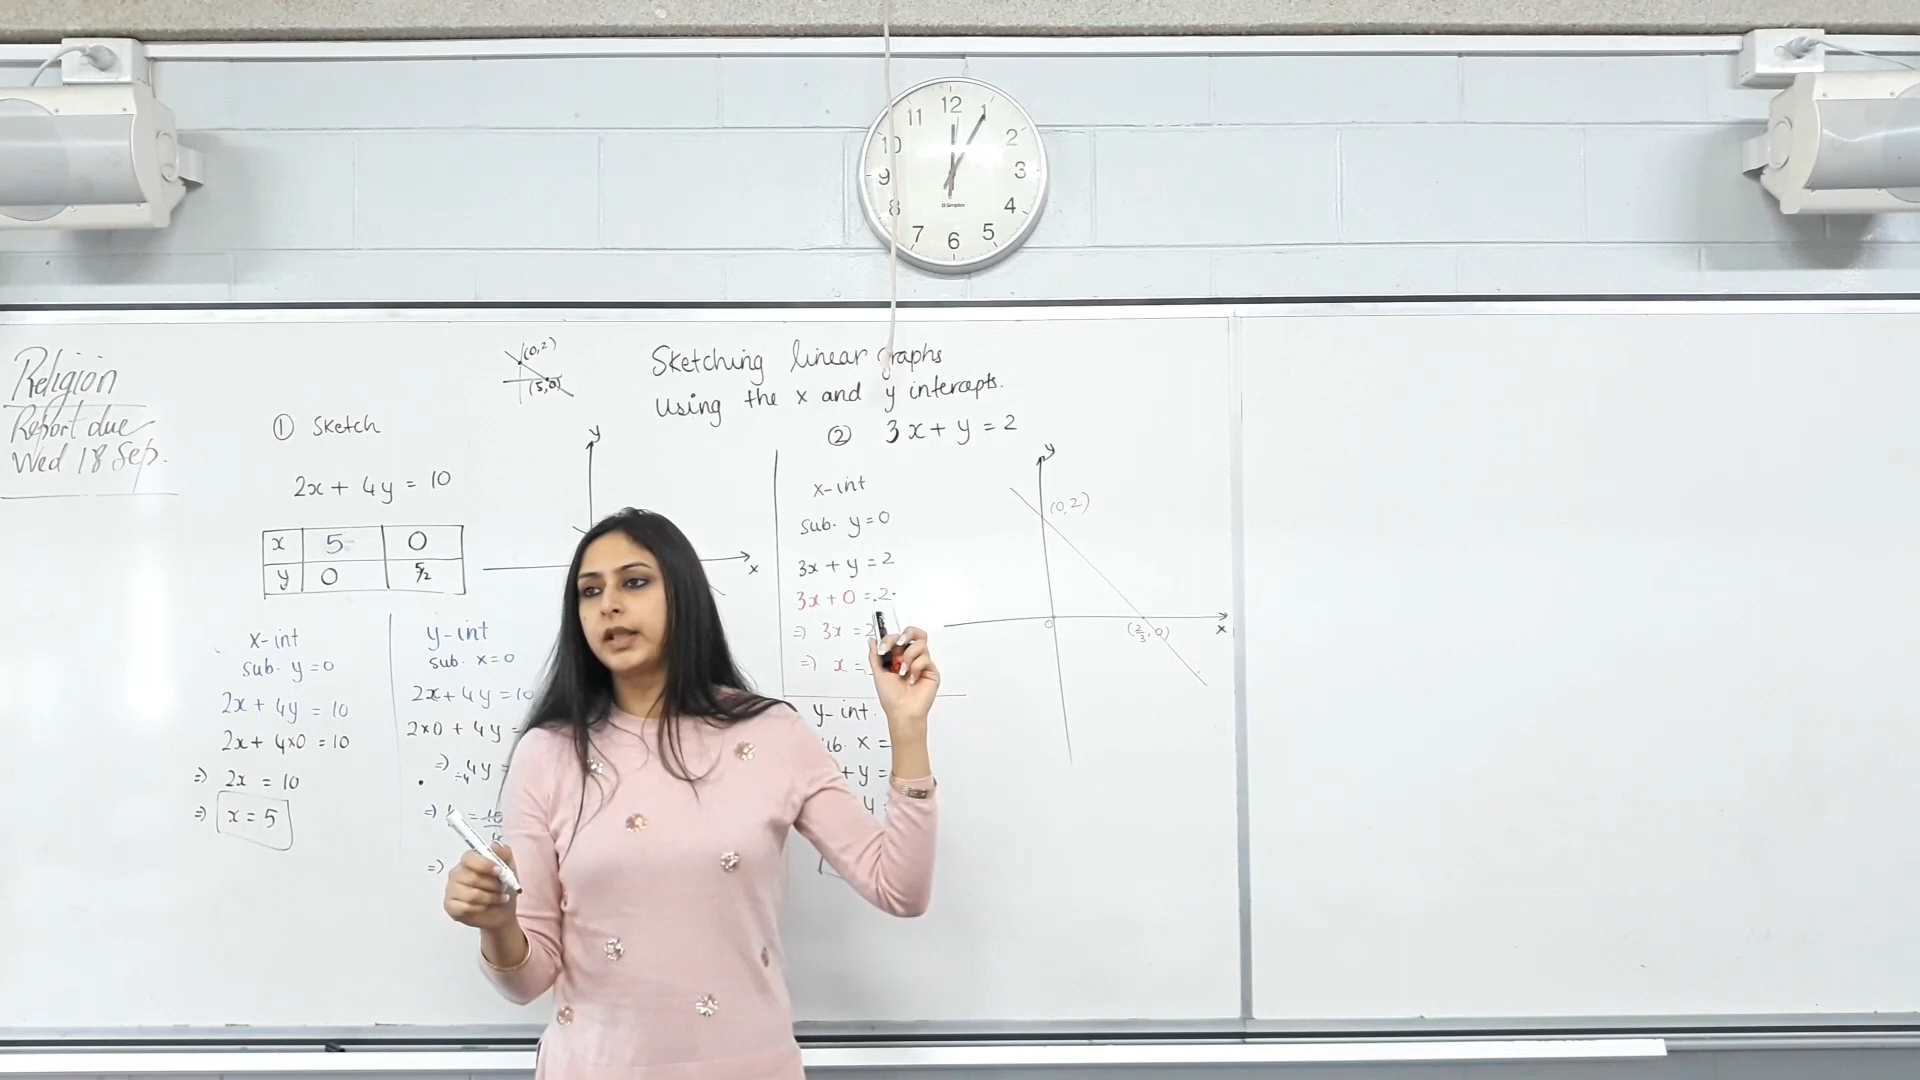 12
11
1
10
2
9
3
8
4
7
6
5
Simplex
Religion
Report due
Wed 18 Sep.
(0,2)
(5,0)
Sketching linear graphs
Using the x and y intercepts.
① Sketch
2x + 4y = 10
x 5 0
y 0 5/2
x-int
sub. y=0
2x + 4y = 10
2x + 4×0 = 10
=) 2x = 10
=) x = 5
y-int
sub. x=0
2x + 4y = 10
2×0 + 4y =
=) 4y =
=)
=)
y
x
② 3x + y = 2
x-int
sub. y=0
3x + y = 2
3x + 0 = 2
=) 3x = 2
=) x =
y-int.
x =
+ y =
y
(0,2)
0
(2/3, 0)
x